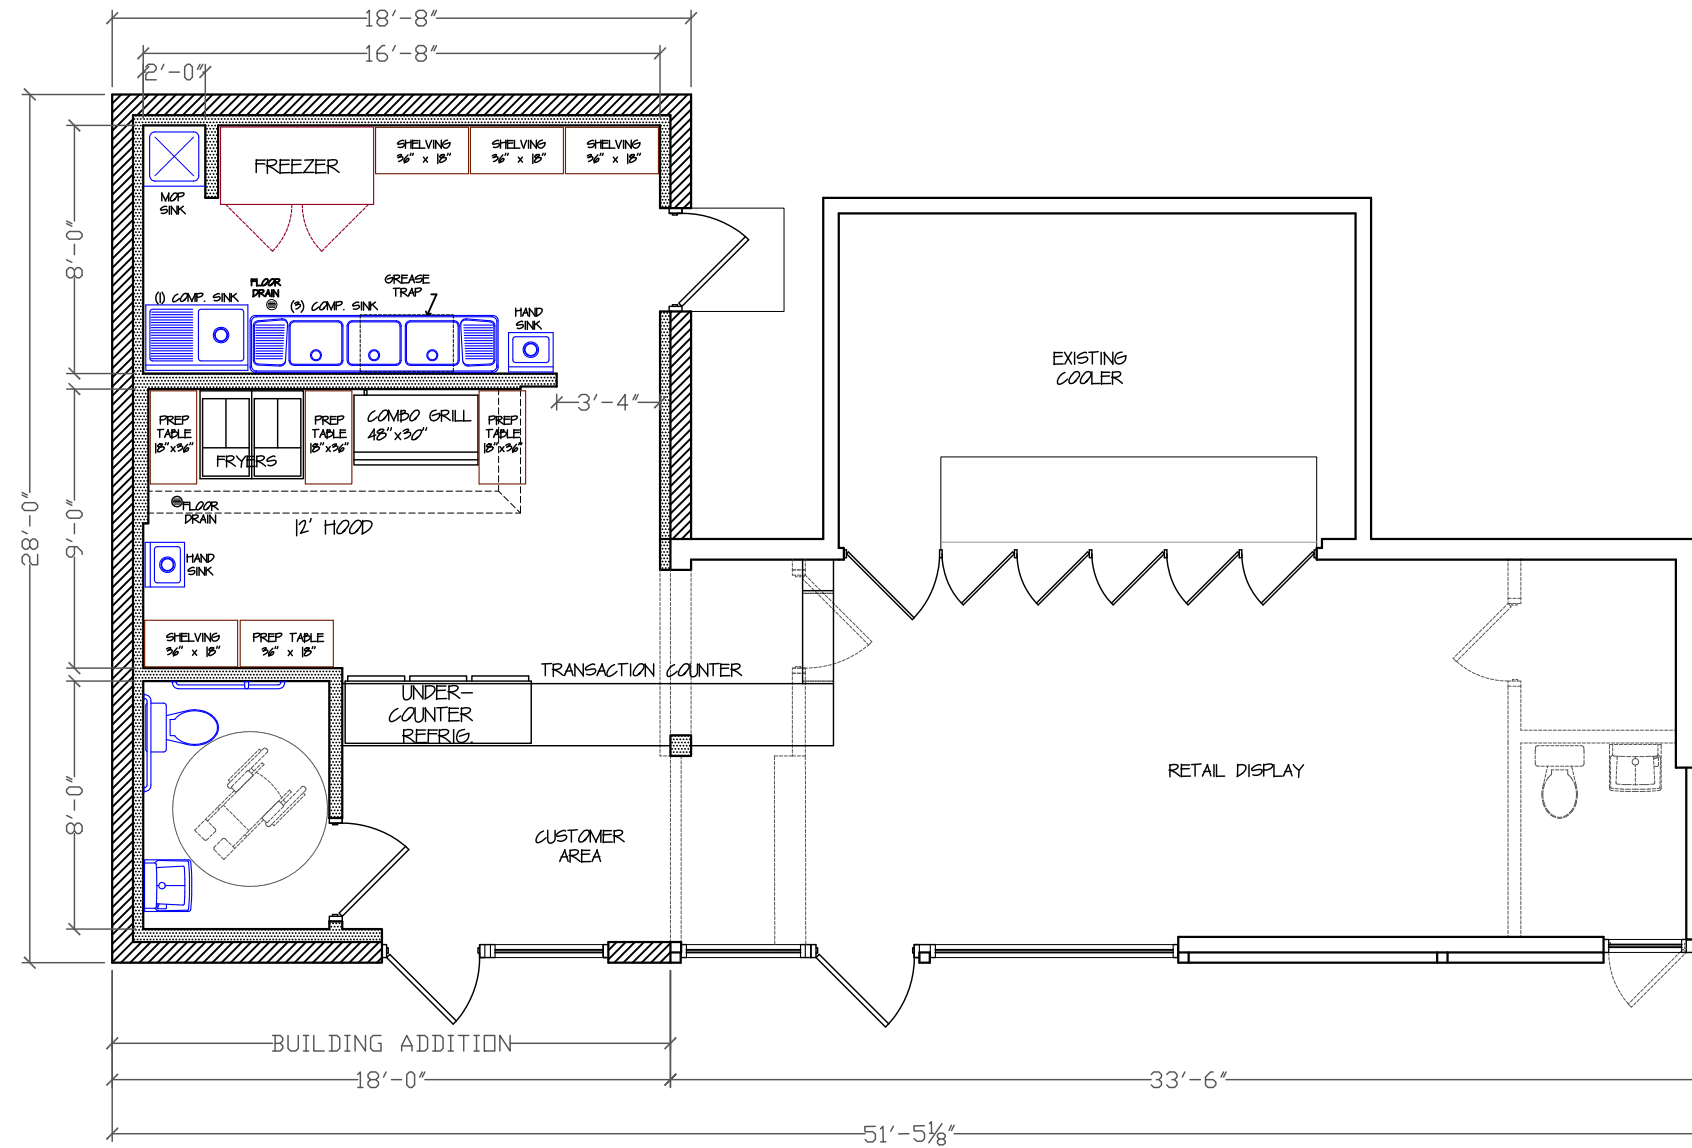 18'-8"
16'-8"
2'-0"
FREEZER
SHELVING
36" x 18"
SHELVING
36" x 18"
SHELVING
36" x 18"
MOP
SINK
8'-0"
(1) COMP. SINK
FLOOR
DRAIN
(3) COMP. SINK
GREASE
TRAP
HAND
SINK
EXISTING
COOLER
3'-4"
PREP
TABLE
18"x36"
FRYERS
PREP
TABLE
18"x36"
COMBO GRILL
48"x30"
PREP
TABLE
18"x36"
28'-0"
9'-0"
FLOOR
DRAIN
12' HOOD
HAND
SINK
SHELVING
36" x 18"
PREP TABLE
36" x 18"
TRANSACTION COUNTER
UNDER-
COUNTER
REFRIG.
RETAIL DISPLAY
8'-0"
CUSTOMER
AREA
BUILDING ADDITION
18'-0"
33'-6"
51'-5⅛"